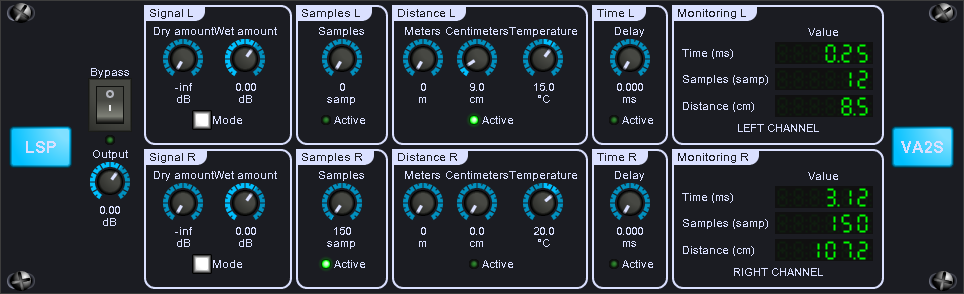 Signal L
Samples L
Distance L
Time L
Monitoring L
Dry amount Wet amount
Samples
Meters Centimeters Temperature
Delay
Value
Time (ms) 0.25
Bypass
-inf 0.00
dB dB
0
samp
0 9.0 15.0
m cm °C
0.000
ms
Samples (samp) 12
Distance (cm) 8.5
O
I
Mode
Active
Active
Active
LEFT CHANNEL
LSP
VA2S
Output
0.00
dB
Signal R
Samples R
Distance R
Time R
Monitoring R
Dry amount Wet amount
Samples
Meters Centimeters Temperature
Delay
Value
Time (ms) 3.12
Samples (samp) 150
-inf 0.00
dB dB
150
samp
0 0.0 20.0
m cm °C
0.000
ms
Distance (cm) 107.2
Mode
Active
Active
Active
RIGHT CHANNEL